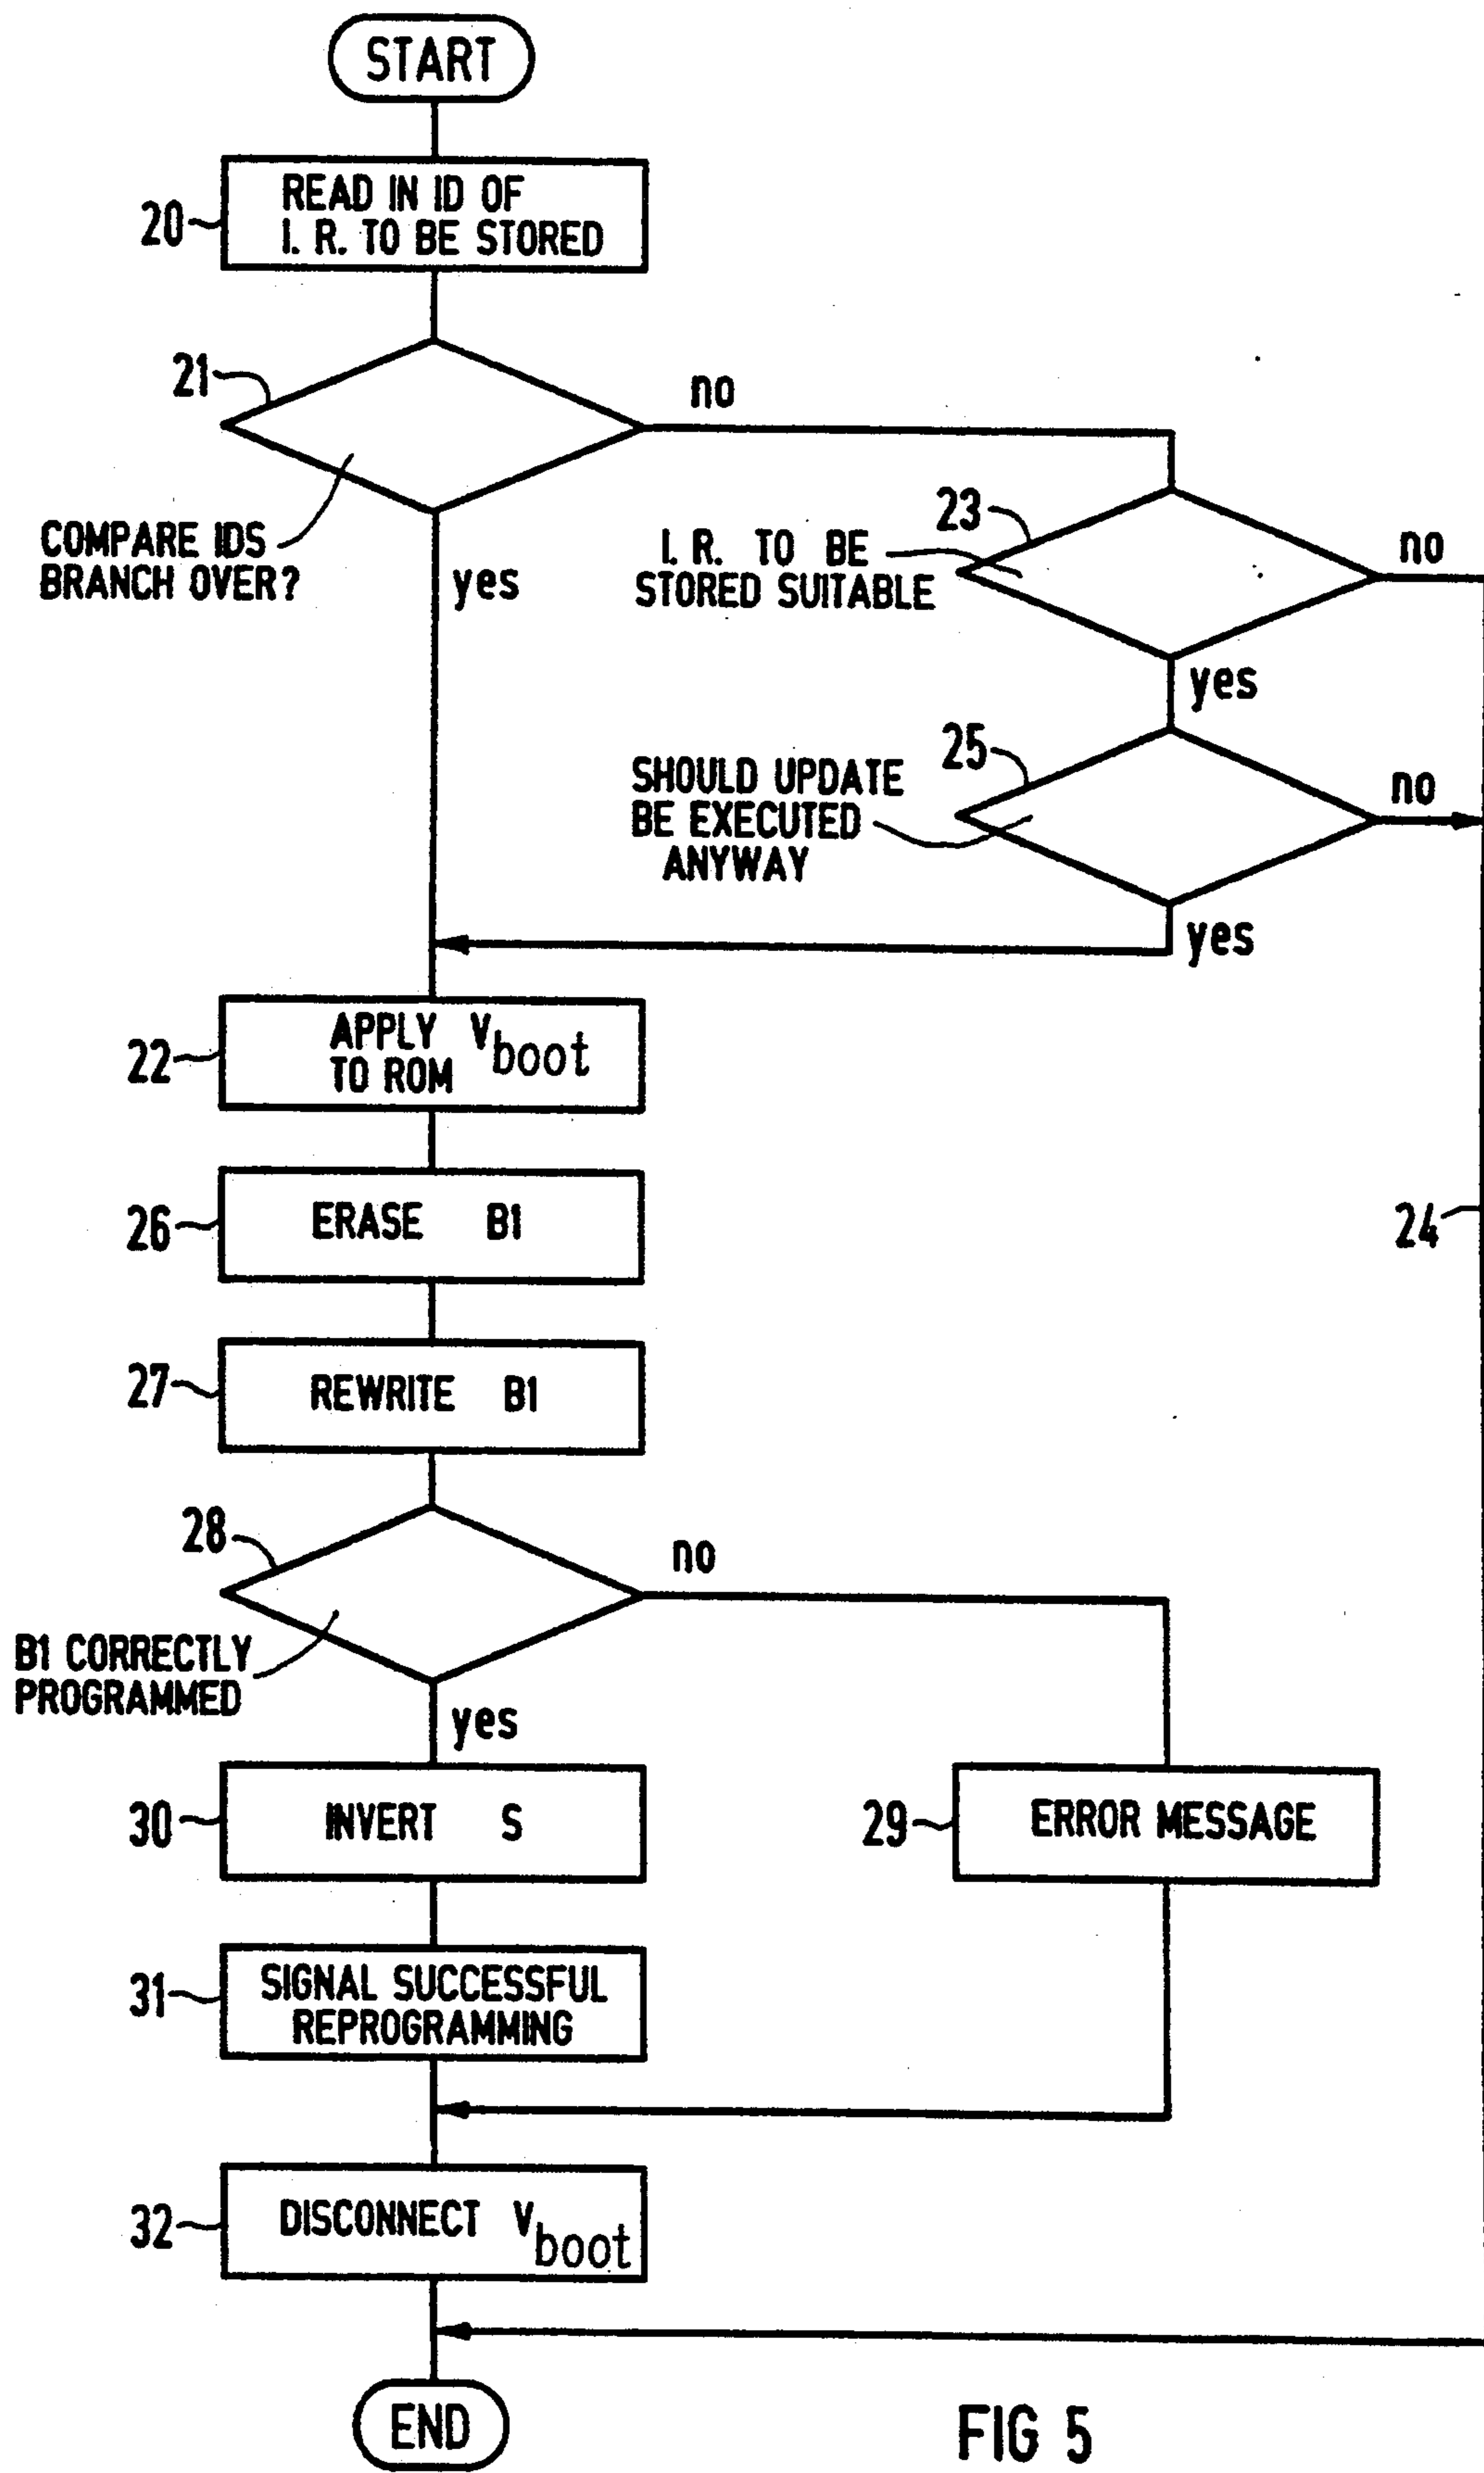 START
20
READ IN ID OF
I. R. TO BE STORED
21
no
COMPARE IDS
BRANCH OVER?
yes
23
I. R. TO BE
STORED SUITABLE
no
yes
25
SHOULD UPDATE
BE EXECUTED
ANYWAY
no
yes
22
APPLY Vboot
TO ROM
26
ERASE B1
24
27
REWRITE B1
28
no
B1 CORRECTLY
PROGRAMMED
yes
30
INVERT S
29
ERROR MESSAGE
31
SIGNAL SUCCESSFUL
REPROGRAMMING
32
DISCONNECT Vboot
END
FIG 5